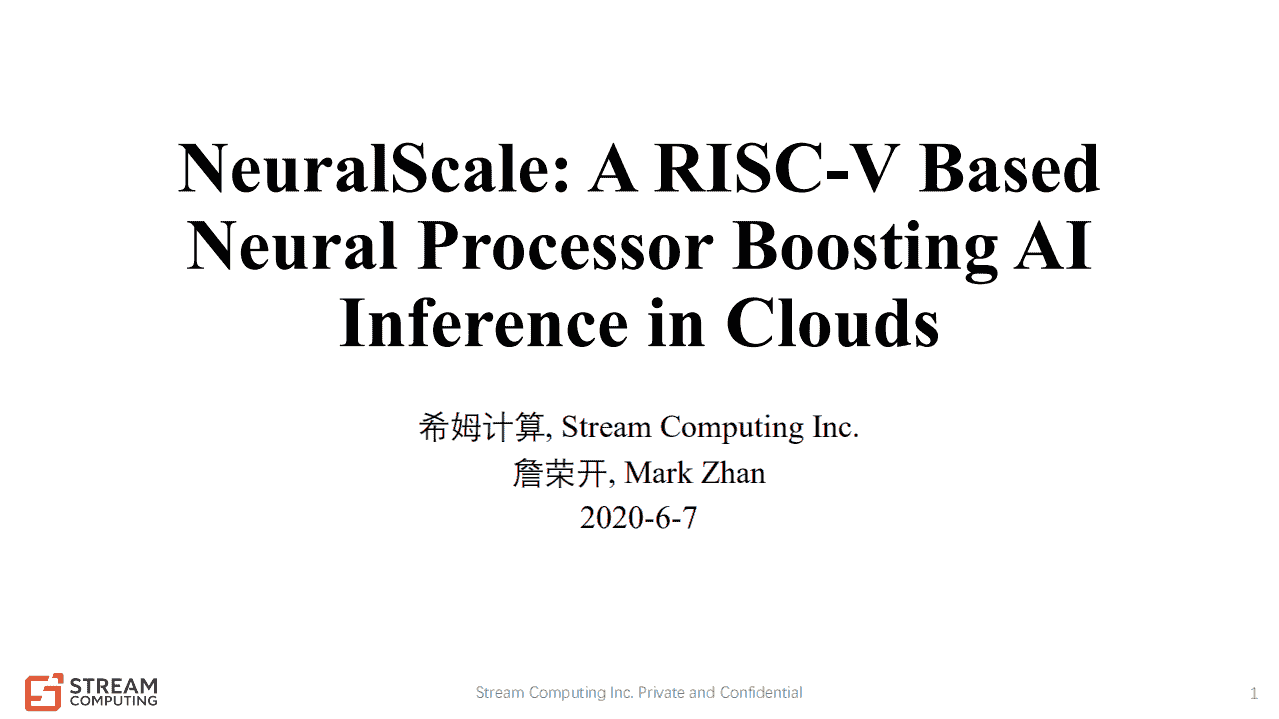 NeuralScale: A RISC-V Based
Neural Processor Boosting AI
Inference in Clouds
希姆计算, Stream Computing Inc.
詹荣开, Mark Zhan
2020-6-7
STREAM
COMPUTING
Stream Computing Inc. Private and Confidential
1